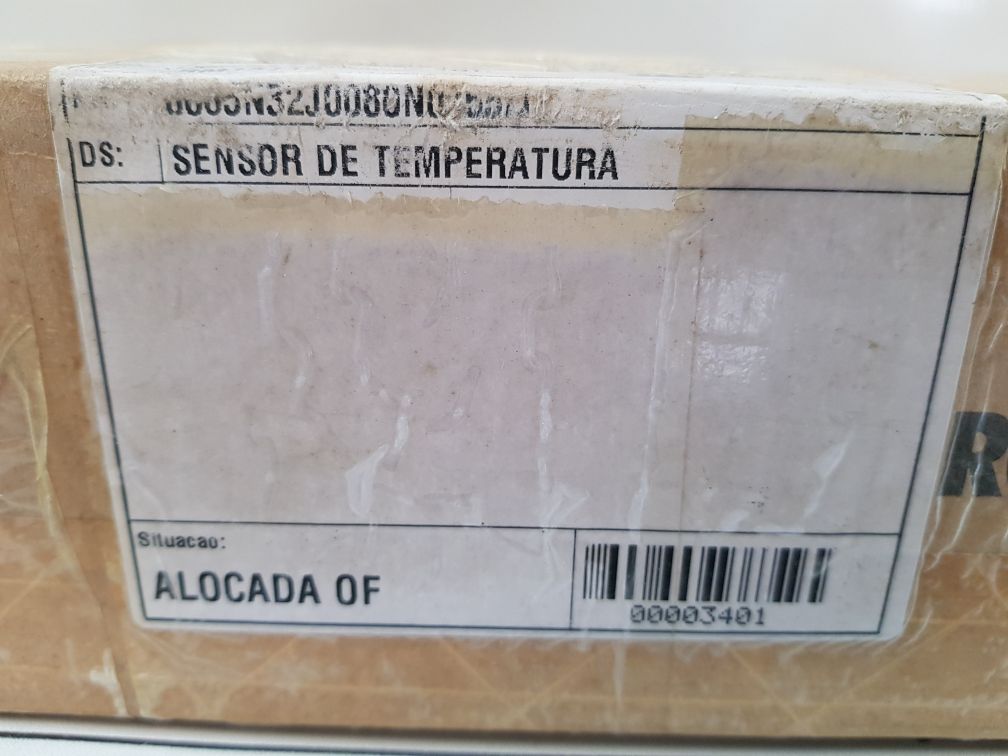 DS: SENSOR DE TEMPERATURA
Situacao:
ALOCADA OF
00003401